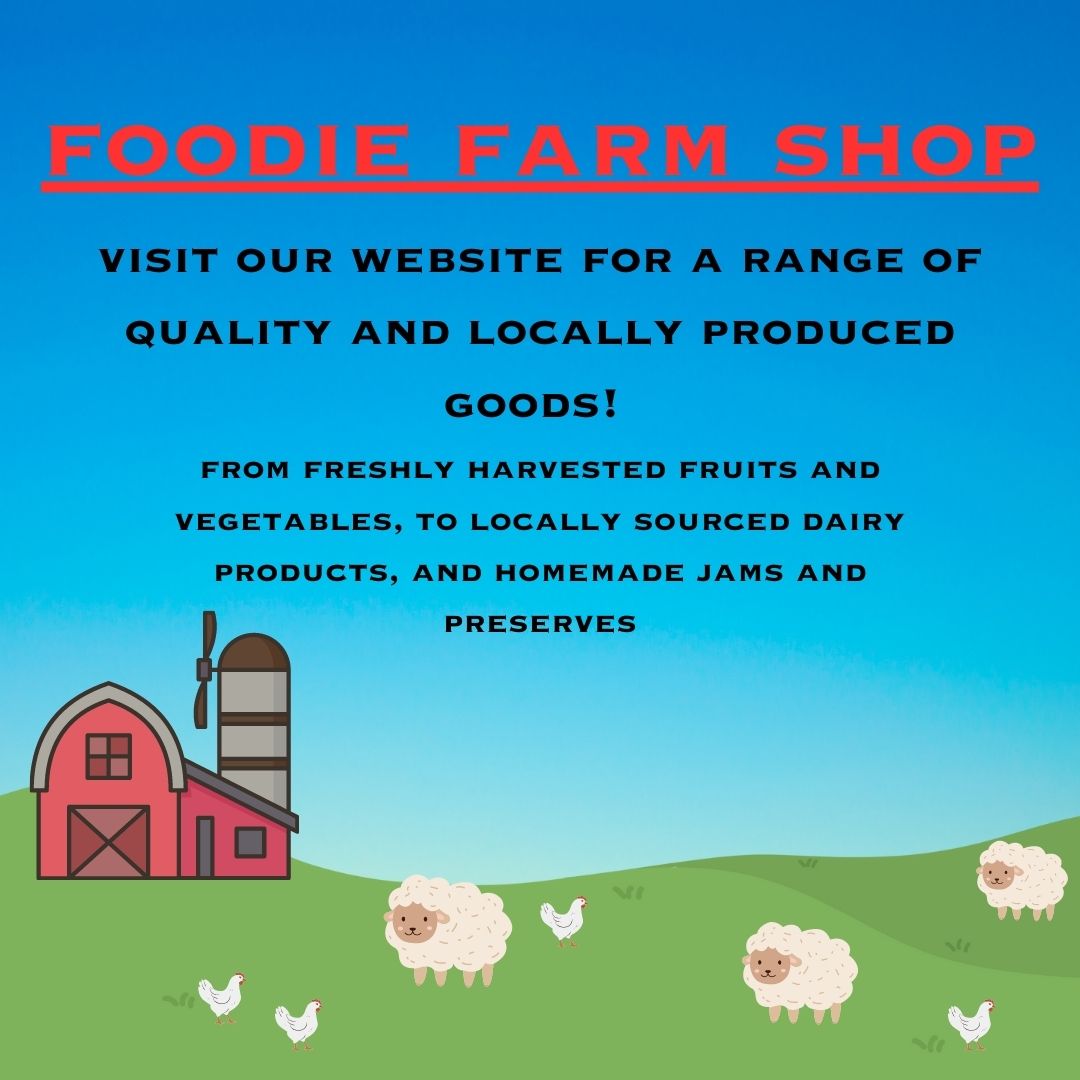 FOODIE FARM SHOP
VISIT OUR WEBSITE FOR A RANGE OF
QUALITY AND LOCALLY PRODUCED
GOODS!
FROM FRESHLY HARVESTED FRUITS AND
VEGETABLES, TO LOCALLY SOURCED DAIRY
PRODUCTS, AND HOMEMADE JAMS AND
PRESERVES